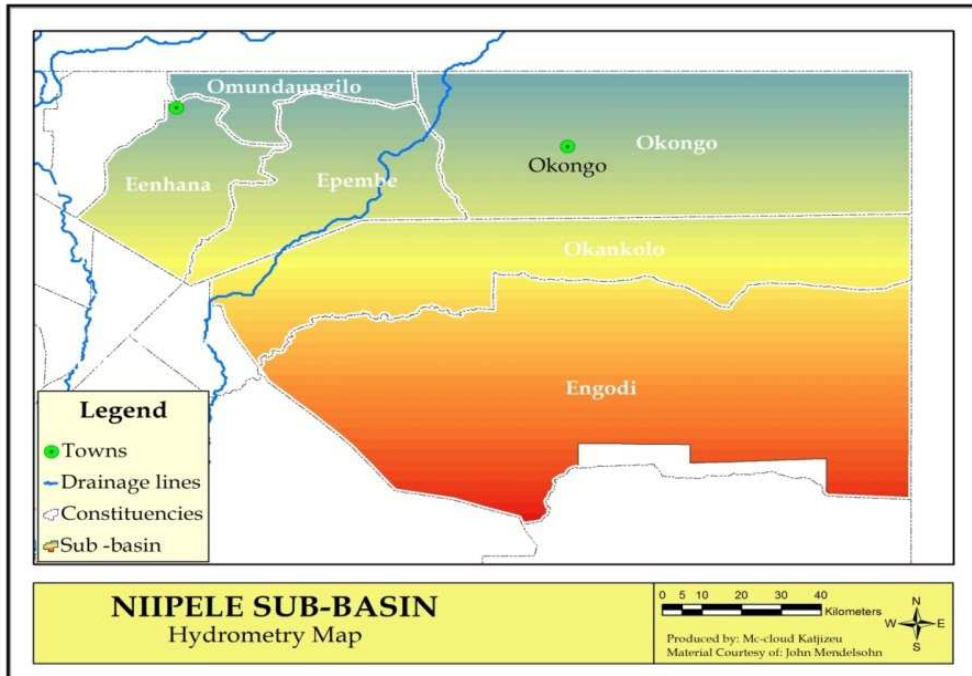 Omundaungilo
Okongo
Okongo
Eenhana
Epembe
Okankolo
Engodi
Legend
Towns
Drainage lines
Constituencies
Sub -basin
NIIPELE SUB-BASIN
Hydrometry Map
0 5 10 20 30 40
Kilometers
Produced by: Mc-cloud Katjizeu
Material Courtesy of: John Mendelsohn
N
W E
S